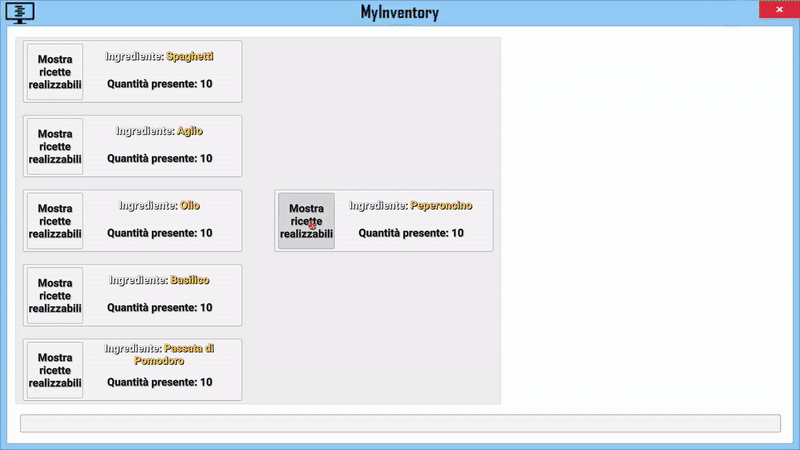 MyInventory
Mostra
ricette
realizzabili
Ingrediente: Spaghetti
Quantità presente: 10
Mostra
ricette
realizzabili
Ingrediente: Aglio
Quantità presente: 10
Mostra
ricette
realizzabili
Ingrediente: Olio
Quantità presente: 10
Mostra
ricette
realizzabili
Ingrediente: Peperoncino
Quantità presente: 10
Mostra
ricette
realizzabili
Ingrediente: Basilico
Quantità presente: 10
Mostra
ricette
realizzabili
Ingrediente: Passata di
Pomodoro
Quantità presente: 10